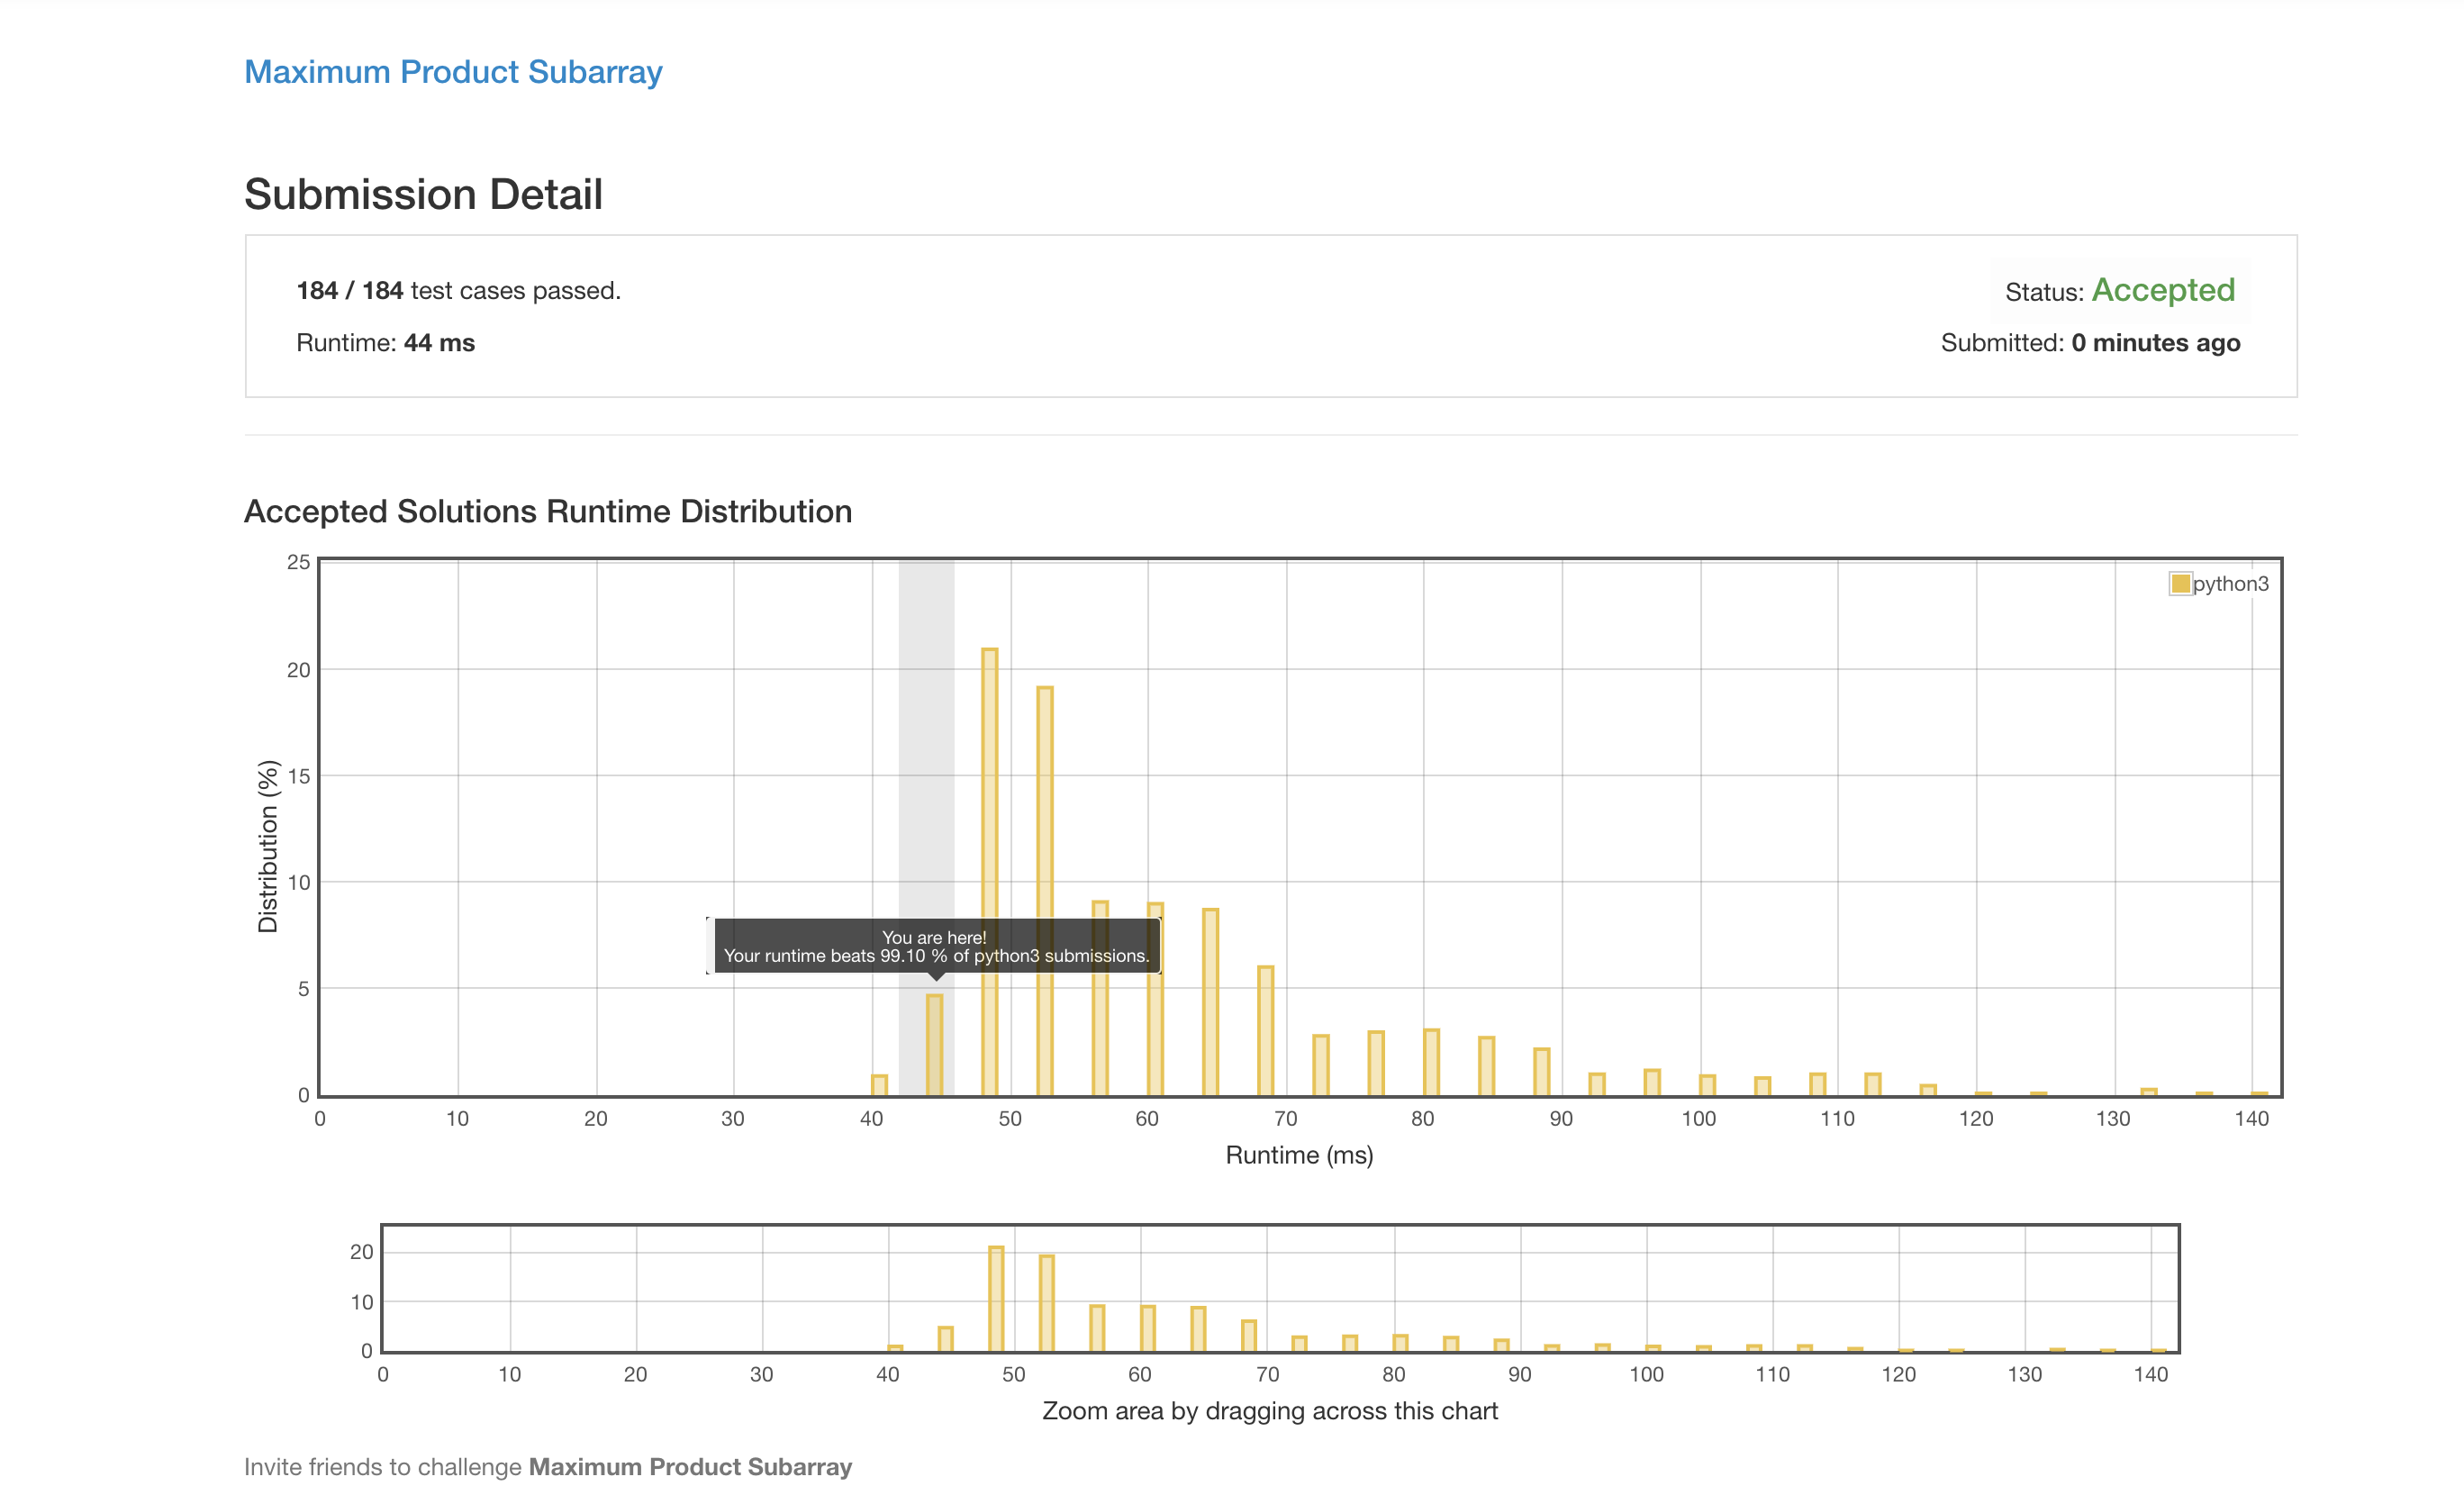 Maximum Product Subarray
Submission Detail
184 / 184 test cases passed.
Status: Accepted
Runtime: 44 ms
Submitted: 0 minutes ago
Accepted Solutions Runtime Distribution
25
20
15
10
5
0
Distribution (%)
python3
You are here!
Your runtime beats 99.10 % of python3 submissions.
0 10 20 30 40 50 60 70 80 90 100 110 120 130 140
Runtime (ms)
20
10
0
0 10 20 30 40 50 60 70 80 90 100 110 120 130 140
Zoom area by dragging across this chart
Invite friends to challenge Maximum Product Subarray